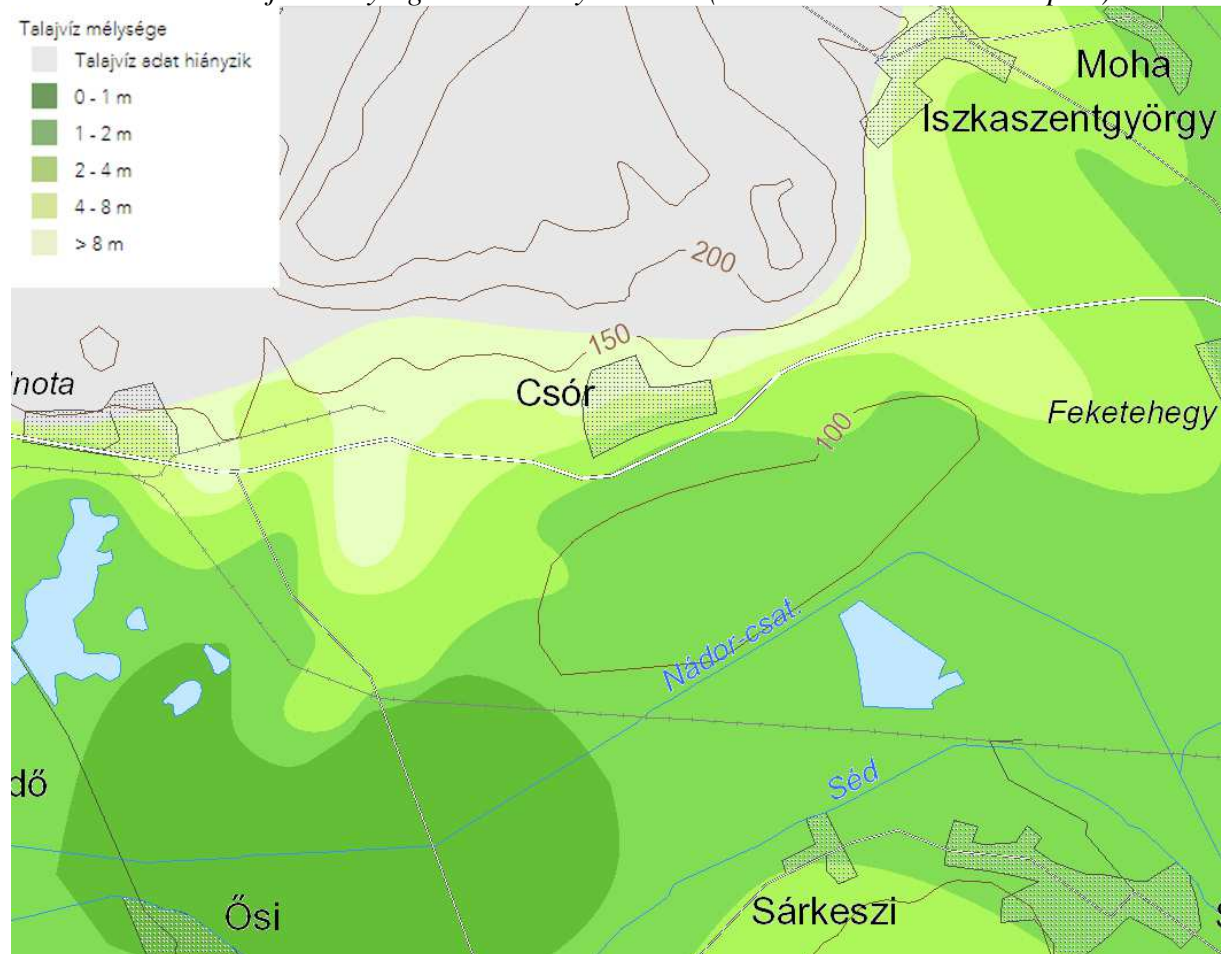 Talajvíz mélysége
Talajvíz adat hiányzik
0 - 1 m
1 - 2 m
2 - 4 m
4 - 8 m
> 8 m
Moha
Iszkaszentgyörgy
200
150
Inota
Csór
Feketehegy
100
Nádor-csat.
Séd
dő
Ősi
Sárkeszi